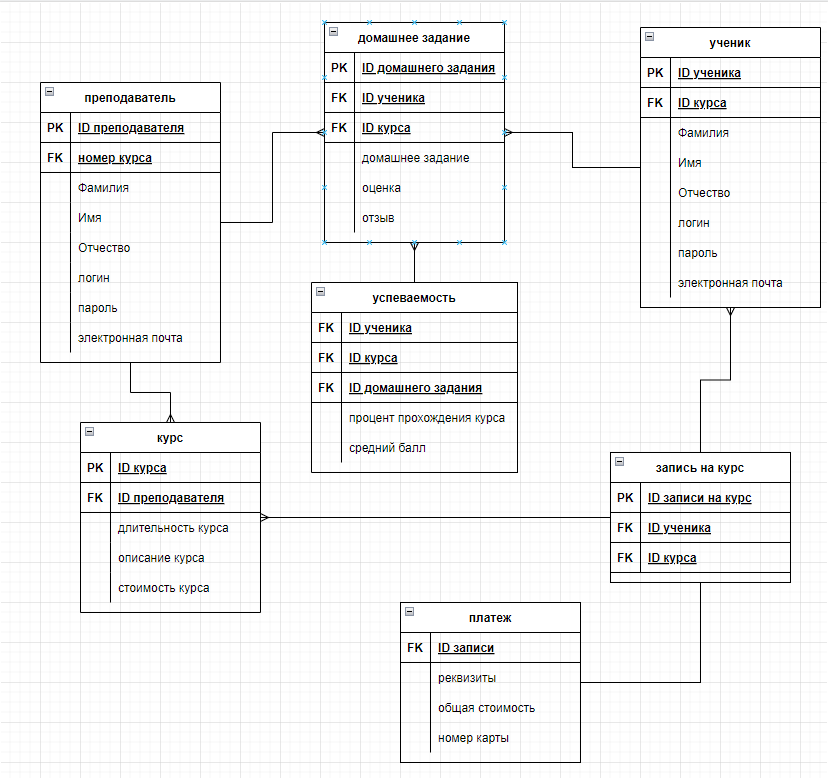 домашнее задание
PK ID домашнего задания
FK ID ученика
FK ID курса
домашнее задание
оценка
отзыв
ученик
PK ID ученика
FK ID курса
Фамилия
Имя
Отчество
логин
пароль
электронная почта
преподаватель
PK ID преподавателя
FK номер курса
Фамилия
Имя
Отчество
логин
пароль
электронная почта
успеваемость
FK ID ученика
FK ID курса
FK ID домашнего задания
процент прохождения курса
средний балл
курс
PK ID курса
FK ID преподавателя
длительность курса
описание курса
стоимость курса
запись на курс
PK ID записи на курс
FK ID ученика
FK ID курса
платеж
FK ID записи
реквизиты
общая стоимость
номер карты